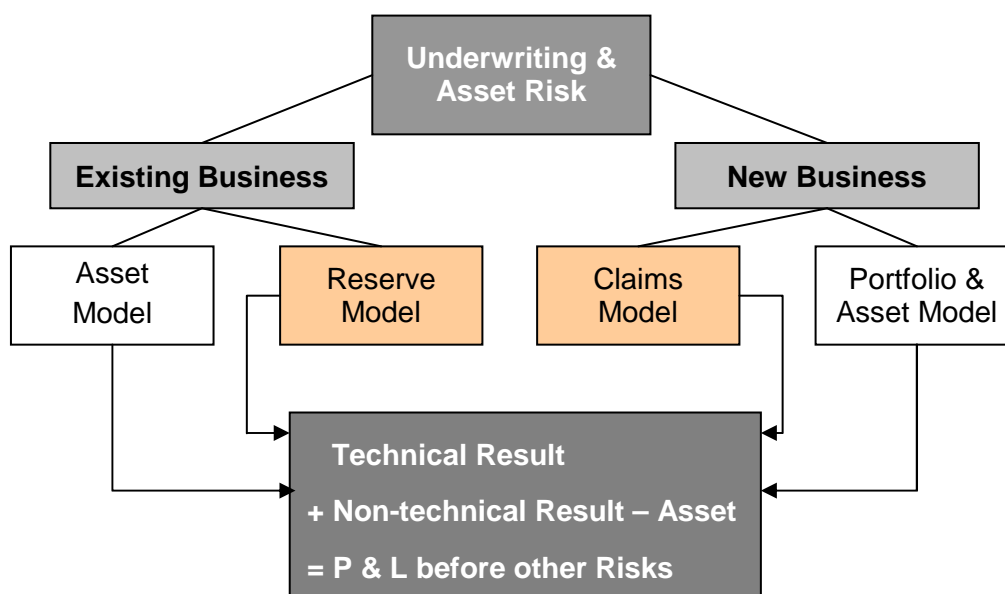 Underwriting &
Asset Risk
Existing Business
New Business
Asset
Model
Reserve
Model
Claims
Model
Portfolio &
Asset Model
Technical Result
+ Non-technical Result – Asset
= P & L before other Risks